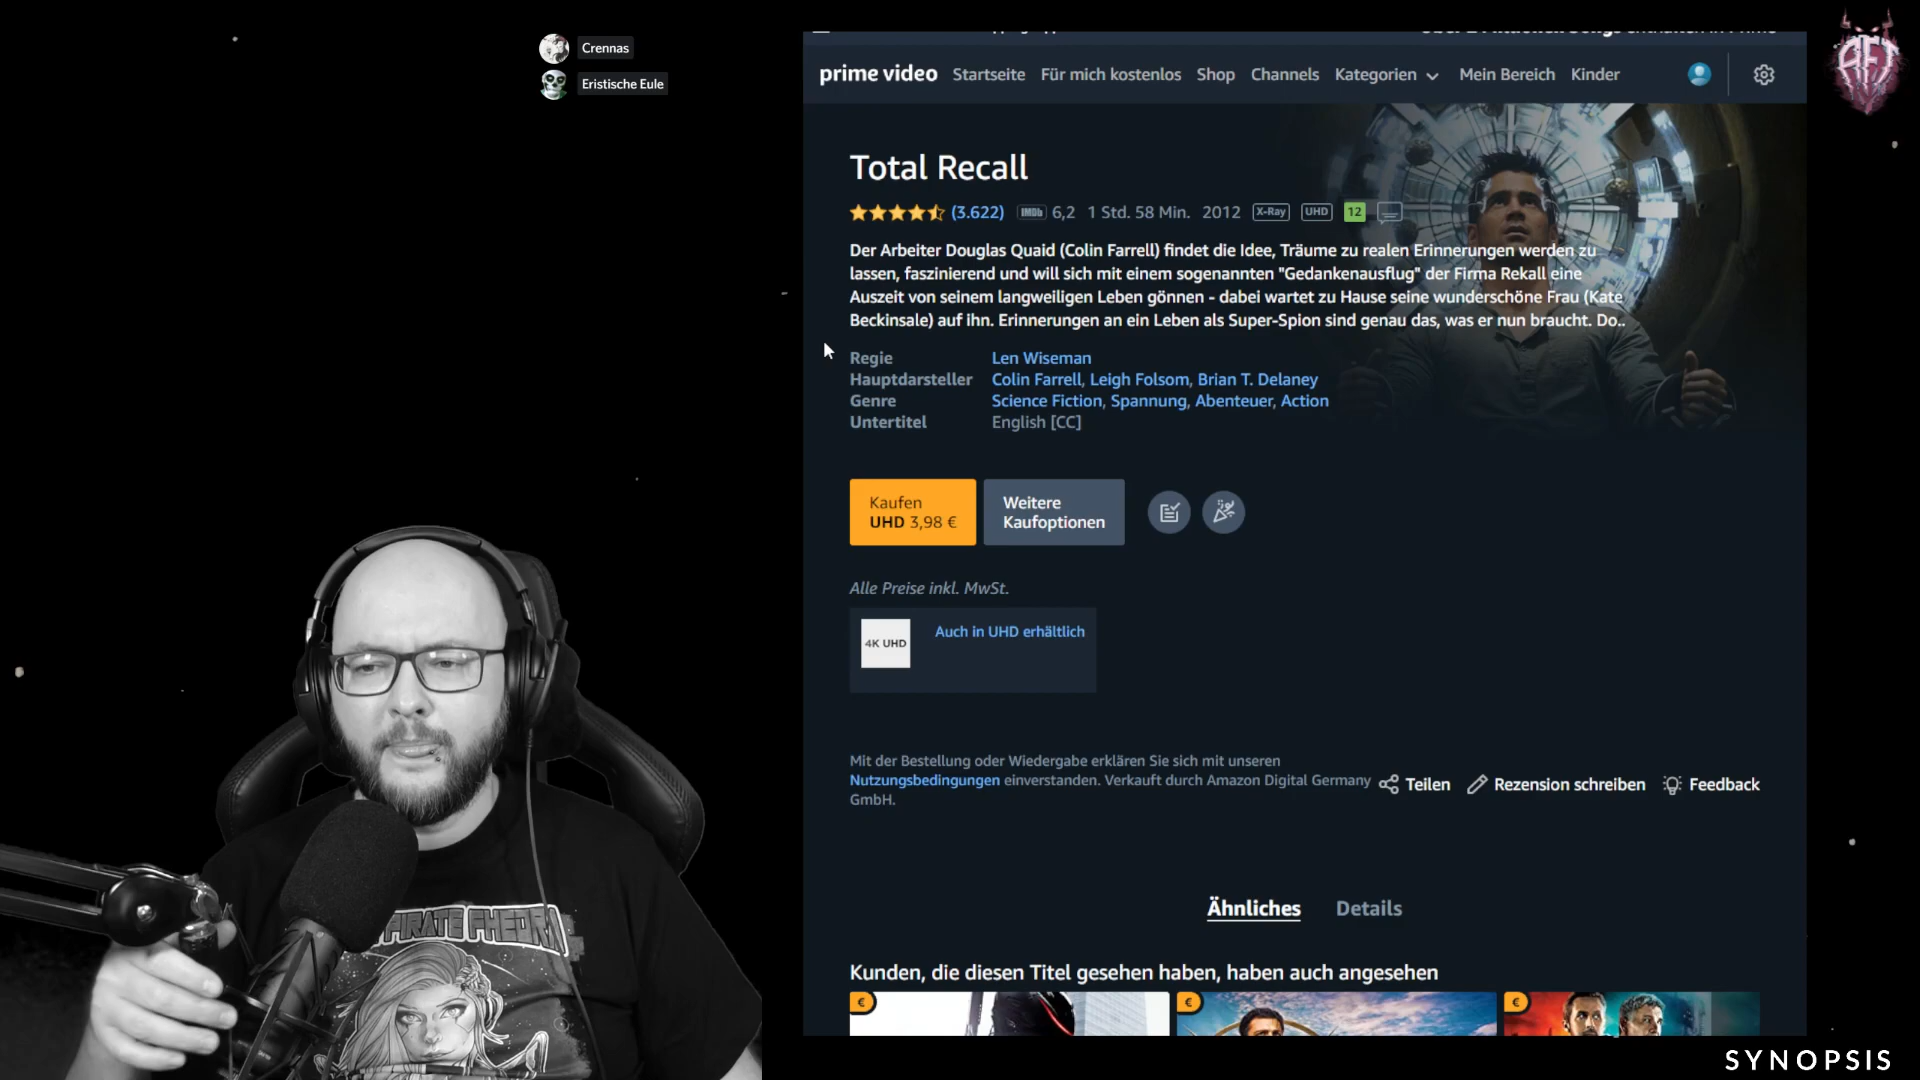 Crennas
Eristische Eule
prime video Startseite Für mich kostenlos Shop Channels Kategorien Mein Bereich Kinder
AFT
Total Recall
(3.622) IMDb 6,2 1 Std. 58 Min. 2012 X-Ray UHD 12
Der Arbeiter Douglas Quaid (Colin Farrell) findet die Idee, Träume zu realen Erinnerungen werden zu
lassen, faszinierend und will sich mit einem sogenannten "Gedankenausflug" der Firma Rekall eine
Auszeit von seinem langweiligen Leben gönnen - dabei wartet zu Hause seine wunderschöne Frau (Kate
Beckinsale) auf ihn. Erinnerungen an ein Leben als Super-Spion sind genau das, was er nun braucht. Do..
Regie Len Wiseman
Hauptdarsteller Colin Farrell, Leigh Folsom, Brian T. Delaney
Genre Science Fiction, Spannung, Abenteuer, Action
Untertitel English [CC]
Kaufen
UHD 3,98 €
Weitere
Kaufoptionen
Alle Preise inkl. MwSt.
4K UHD
Auch in UHD erhältlich
Mit der Bestellung oder Wiedergabe erklären Sie sich mit unseren
Nutzungsbedingungen einverstanden. Verkauft durch Amazon Digital Germany
GmbH.
Teilen Rezension schreiben Feedback
Ähnliches Details
Kunden, die diesen Titel gesehen haben, haben auch angesehen
€ € €
PIRATE PHEDRA
SYNOPSIS